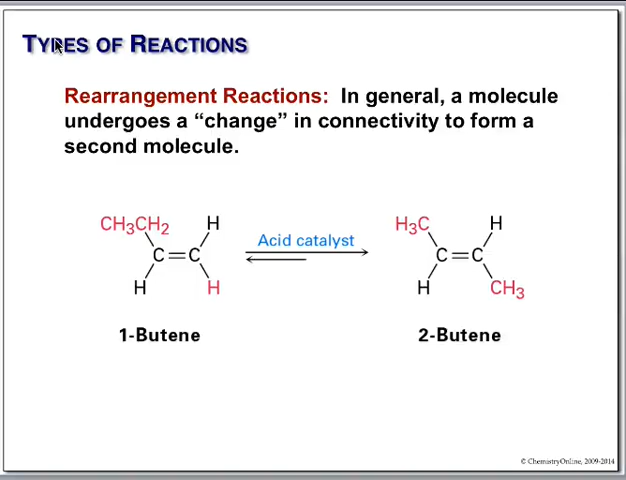 TYPES OF REACTIONS
Rearrangement Reactions: In general, a molecule
undergoes a “change” in connectivity to form a
second molecule.
CH3CH2 H H3C H
Acid catalyst
C=C C=C
H H H CH3
1-Butene 2-Butene
© ChemistryOnline, 2009-2014